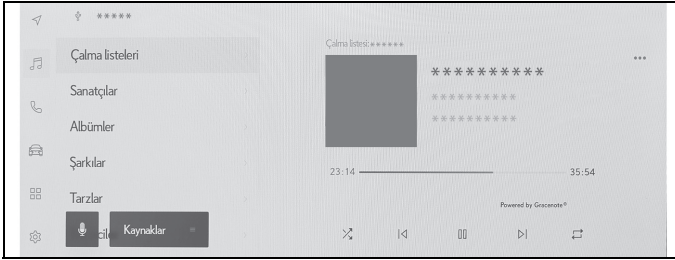 *****
Çalma listeleri
Sanatçılar
Albümler
Şarkılar
Tarzlar
Kaynaklar
Çalma listesi:******
**********
**********
**********
23:14
35:54
Powered by Gracenote®